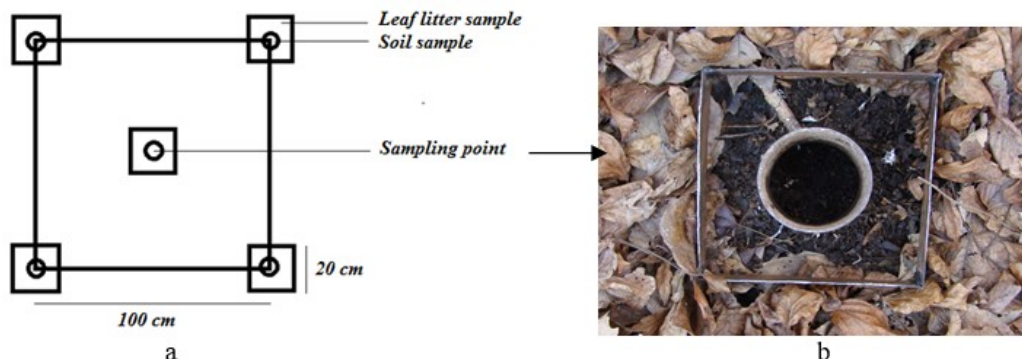 Leaf litter sample
Soil sample
Sampling point
20 cm
100 cm
a
b